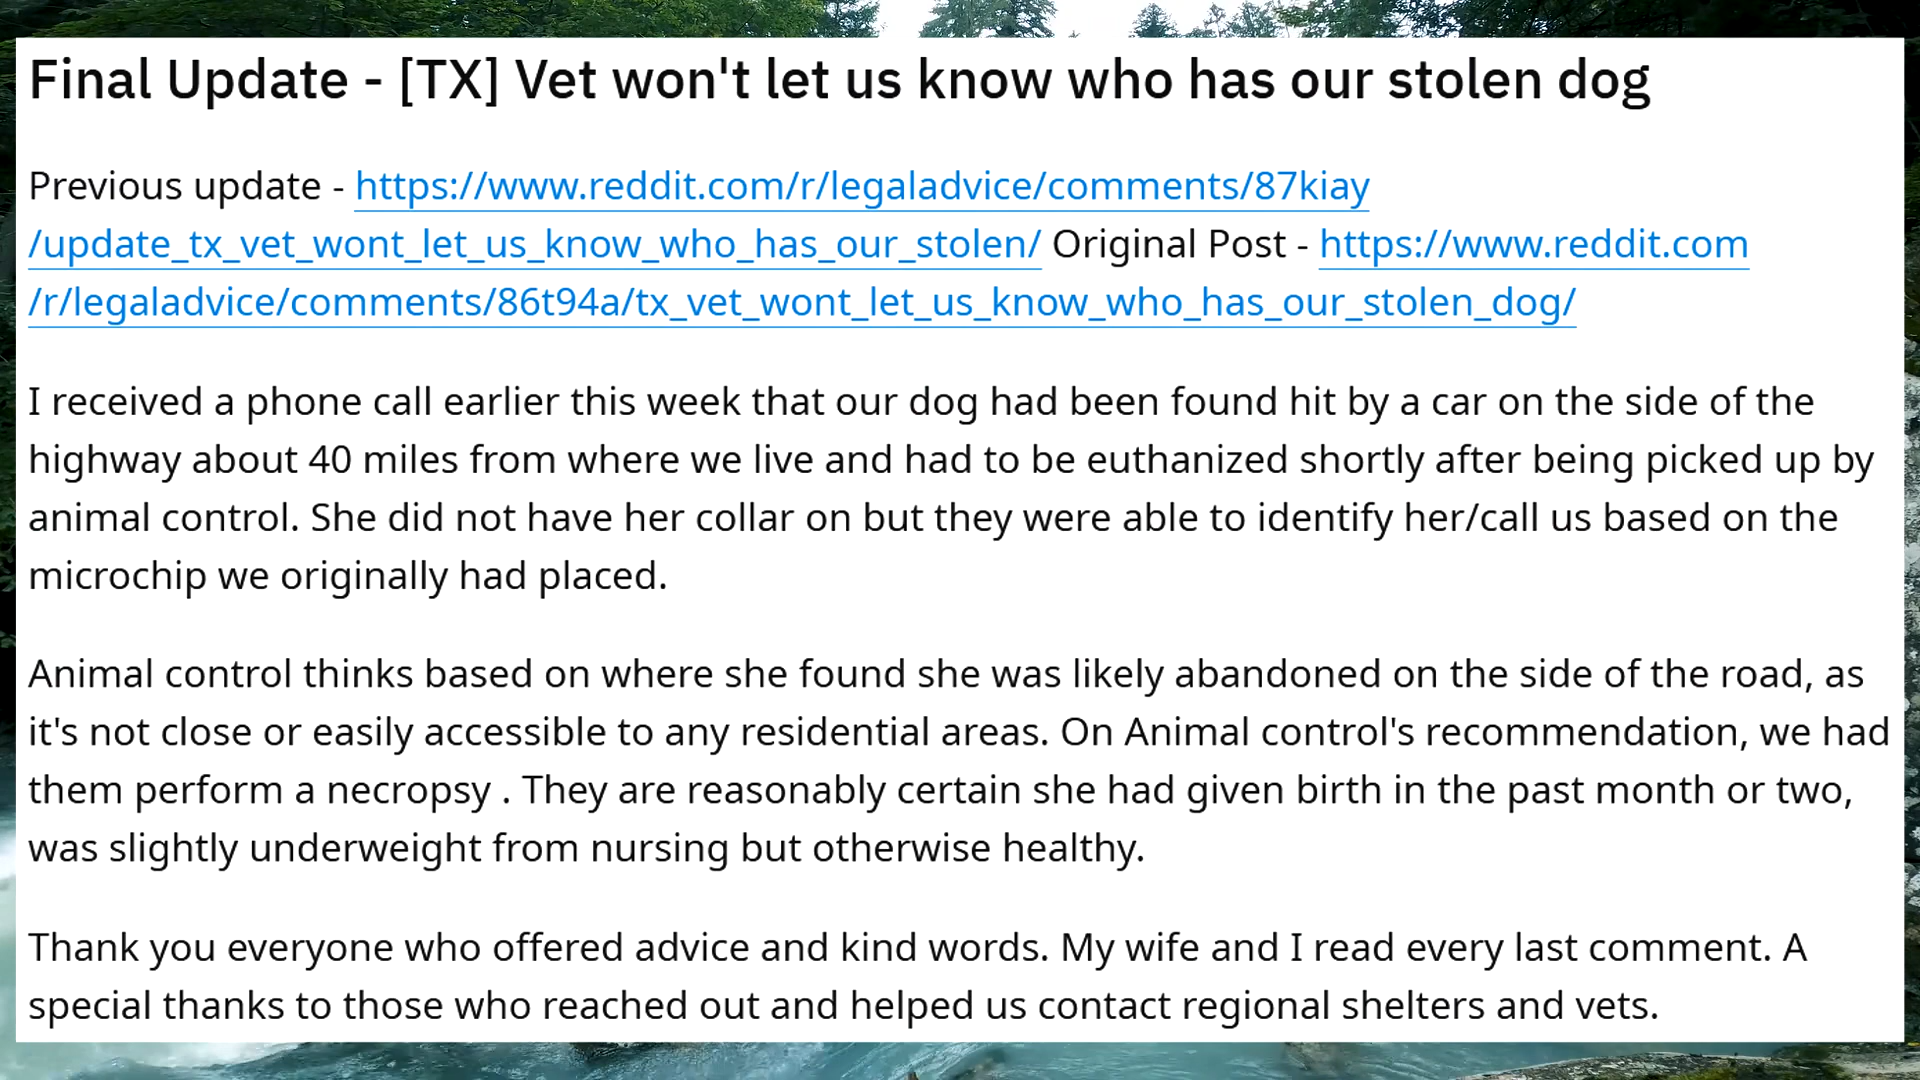 Final Update - [TX] Vet won't let us know who has our stolen dog
Previous update - https://www.reddit.com/r/legaladvice/comments/87kiay
/update_tx_vet_wont_let_us_know_who_has_our_stolen/ Original Post - https://www.reddit.com
/r/legaladvice/comments/86t94a/tx_vet_wont_let_us_know_who_has_our_stolen_dog/
I received a phone call earlier this week that our dog had been found hit by a car on the side of the
highway about 40 miles from where we live and had to be euthanized shortly after being picked up by
animal control. She did not have her collar on but they were able to identify her/call us based on the
microchip we originally had placed.
Animal control thinks based on where she found she was likely abandoned on the side of the road, as
it's not close or easily accessible to any residential areas. On Animal control's recommendation, we had
them perform a necropsy . They are reasonably certain she had given birth in the past month or two,
was slightly underweight from nursing but otherwise healthy.
Thank you everyone who offered advice and kind words. My wife and I read every last comment. A
special thanks to those who reached out and helped us contact regional shelters and vets.